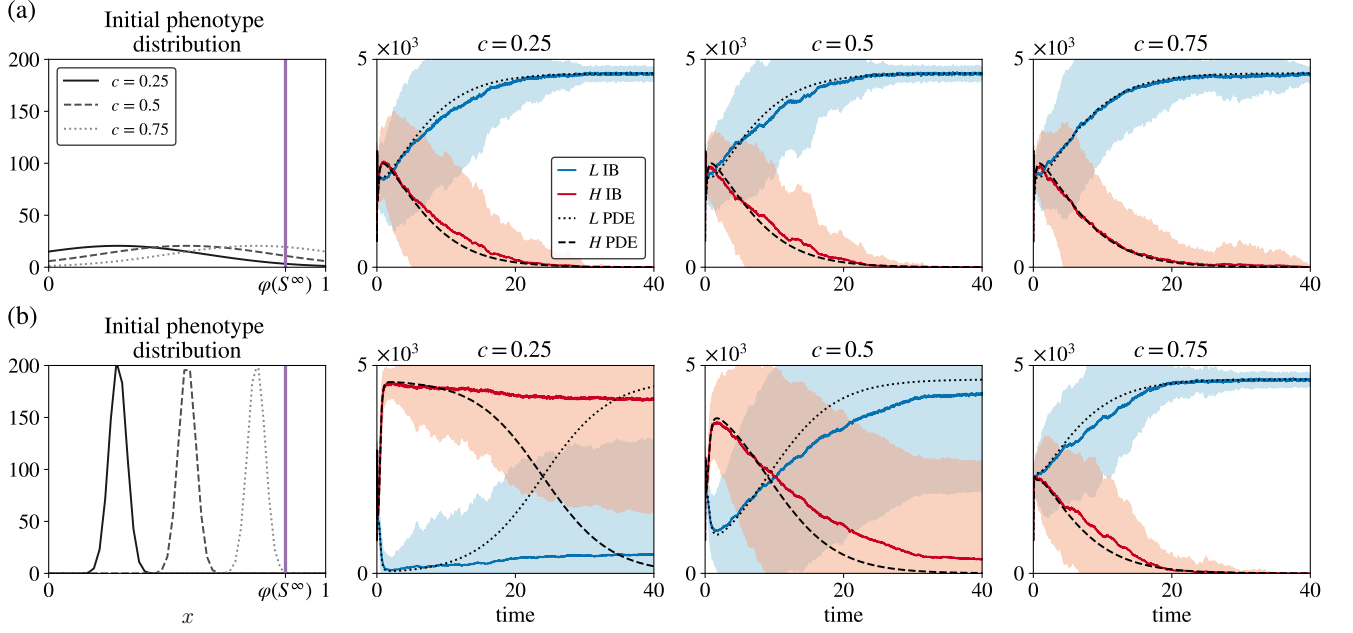 (a)
Initial phenotype
distribution
200
150
100
50
0
c = 0.25
c = 0.5
c = 0.75
0
φ(S∞)
1
×10³
c = 0.25
5
0
L IB
H IB
L PDE
H PDE
20
40
×10³
c = 0.5
5
0
0
20
40
×10³
c = 0.75
5
0
0
20
40
(b)
Initial phenotype
distribution
200
150
100
50
0
0
φ(S∞)
1
x
×10³
c = 0.25
5
0
0
20
40
time
×10³
c = 0.5
5
0
0
20
40
time
×10³
c = 0.75
5
0
0
20
40
time